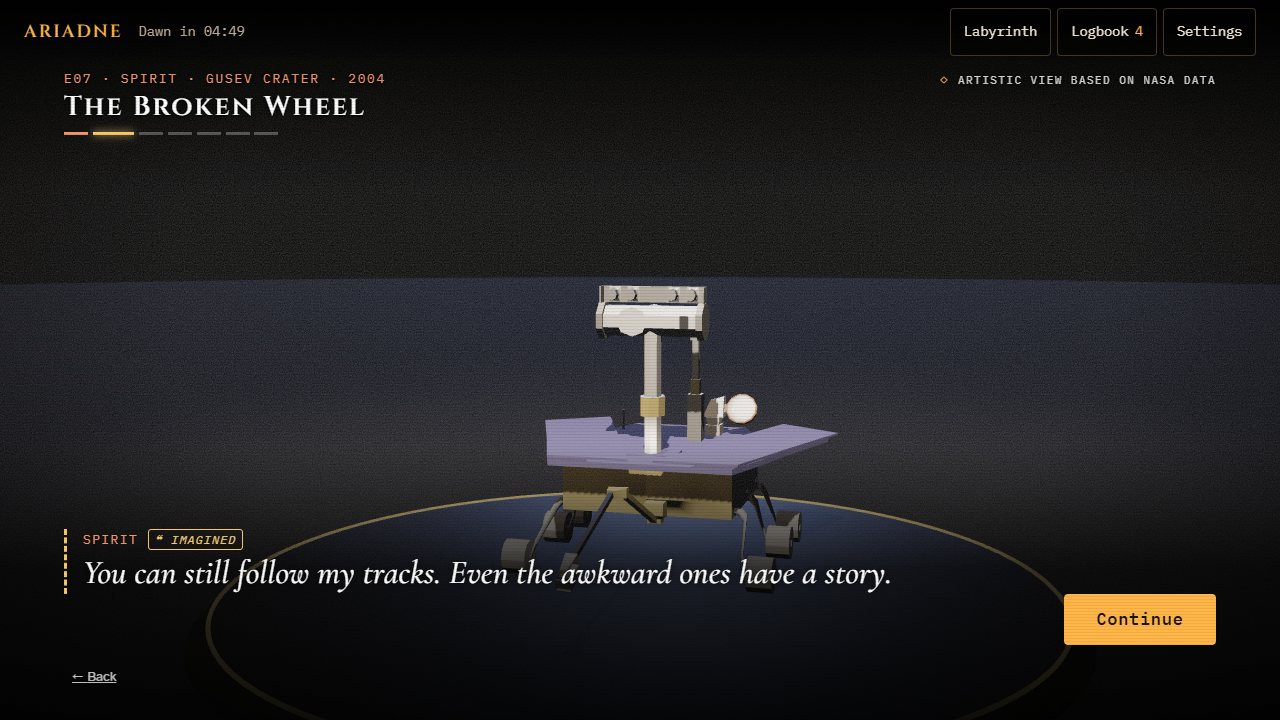 ARIADNE Dawn in 04:49 Labyrinth Logbook 4 Settings
E07 · SPIRIT · GUSEV CRATER · 2004
◇ ARTISTIC VIEW BASED ON NASA DATA
The Broken Wheel
SPIRIT ❝ IMAGINED
You can still follow my tracks. Even the awkward ones have a story.
Continue
← Back